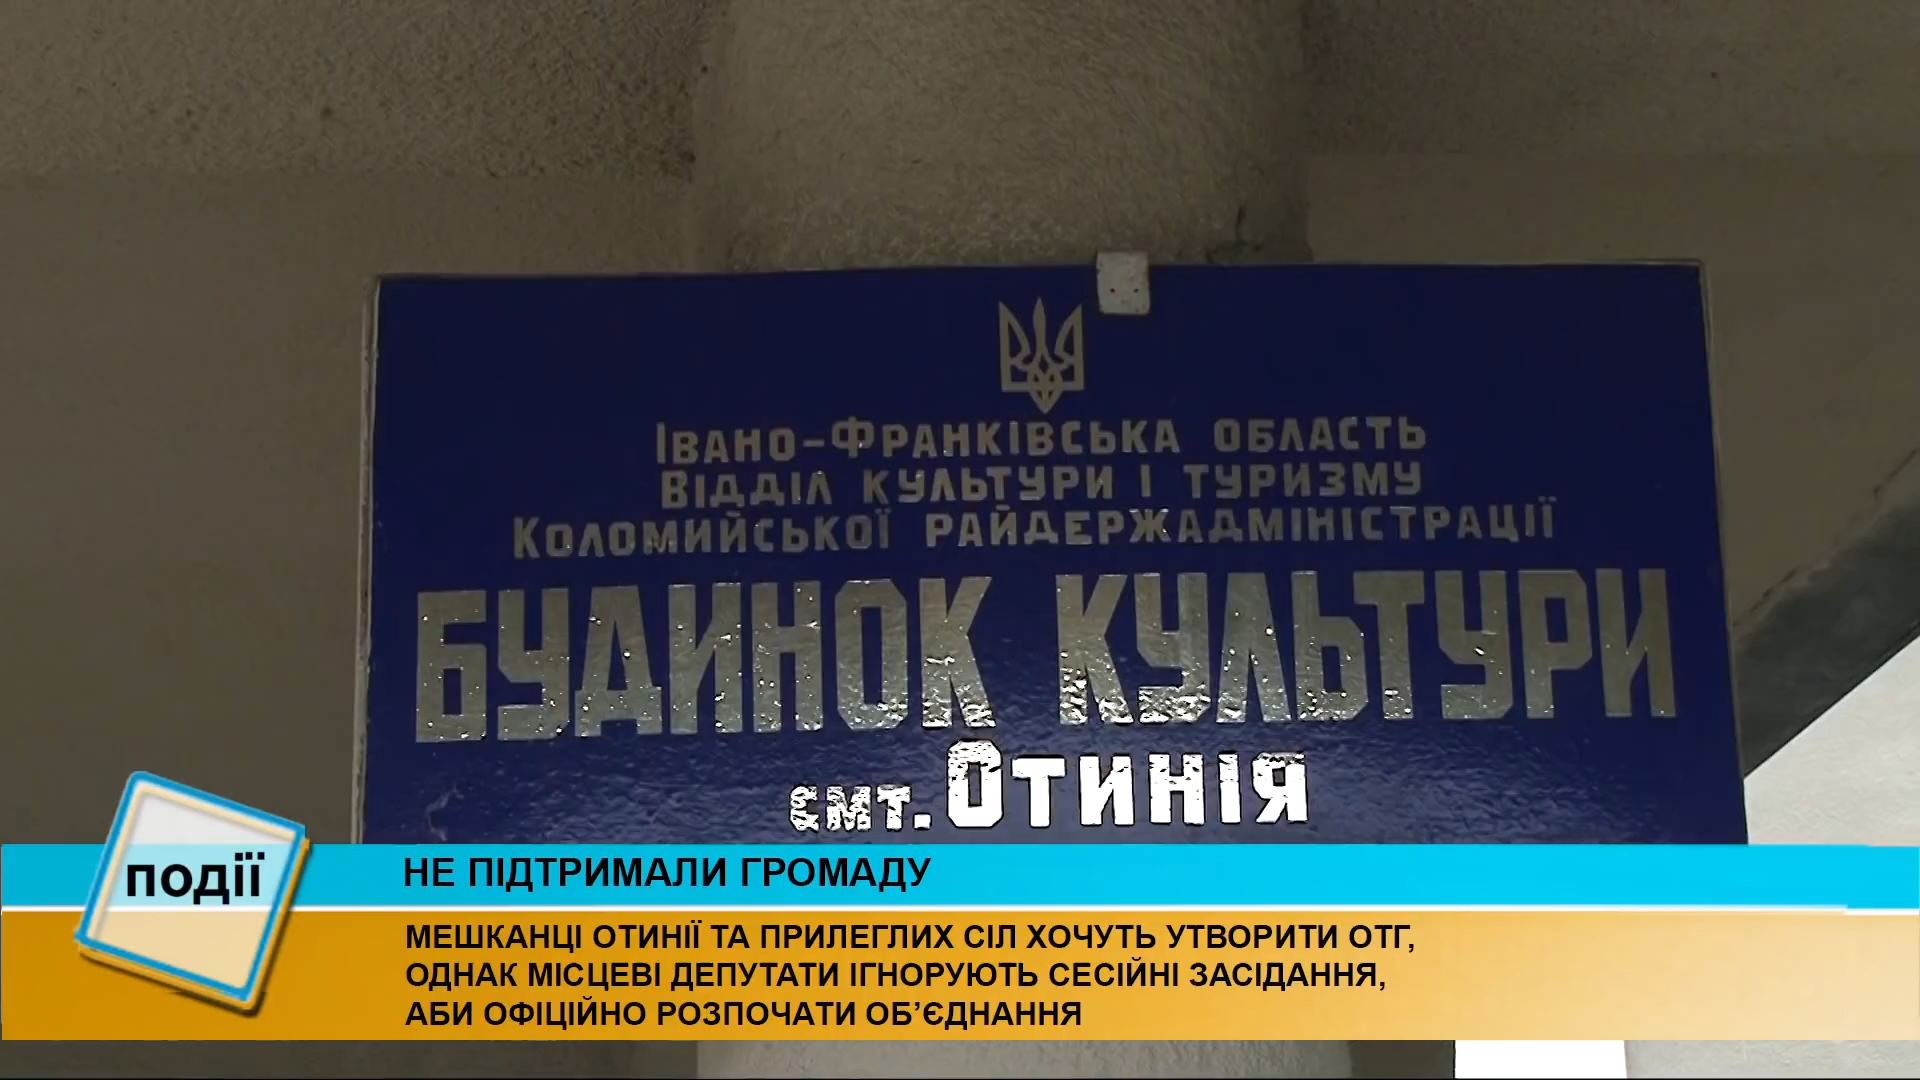 Івано-Франківська область
Відділ культури і туризму
Коломийської райдержадміністрації
БУДИНОК КУЛЬТУРИ
смт. Отинія
події
НЕ ПІДТРИМАЛИ ГРОМАДУ
МЕШКАНЦІ ОТИНІЇ ТА ПРИЛЕГЛИХ СІЛ ХОЧУТЬ УТВОРИТИ ОТГ,
ОДНАК МІСЦЕВІ ДЕПУТАТИ ІГНОРУЮТЬ СЕСІЙНІ ЗАСІДАННЯ,
АБИ ОФІЦІЙНО РОЗПОЧАТИ ОБ’ЄДНАННЯ